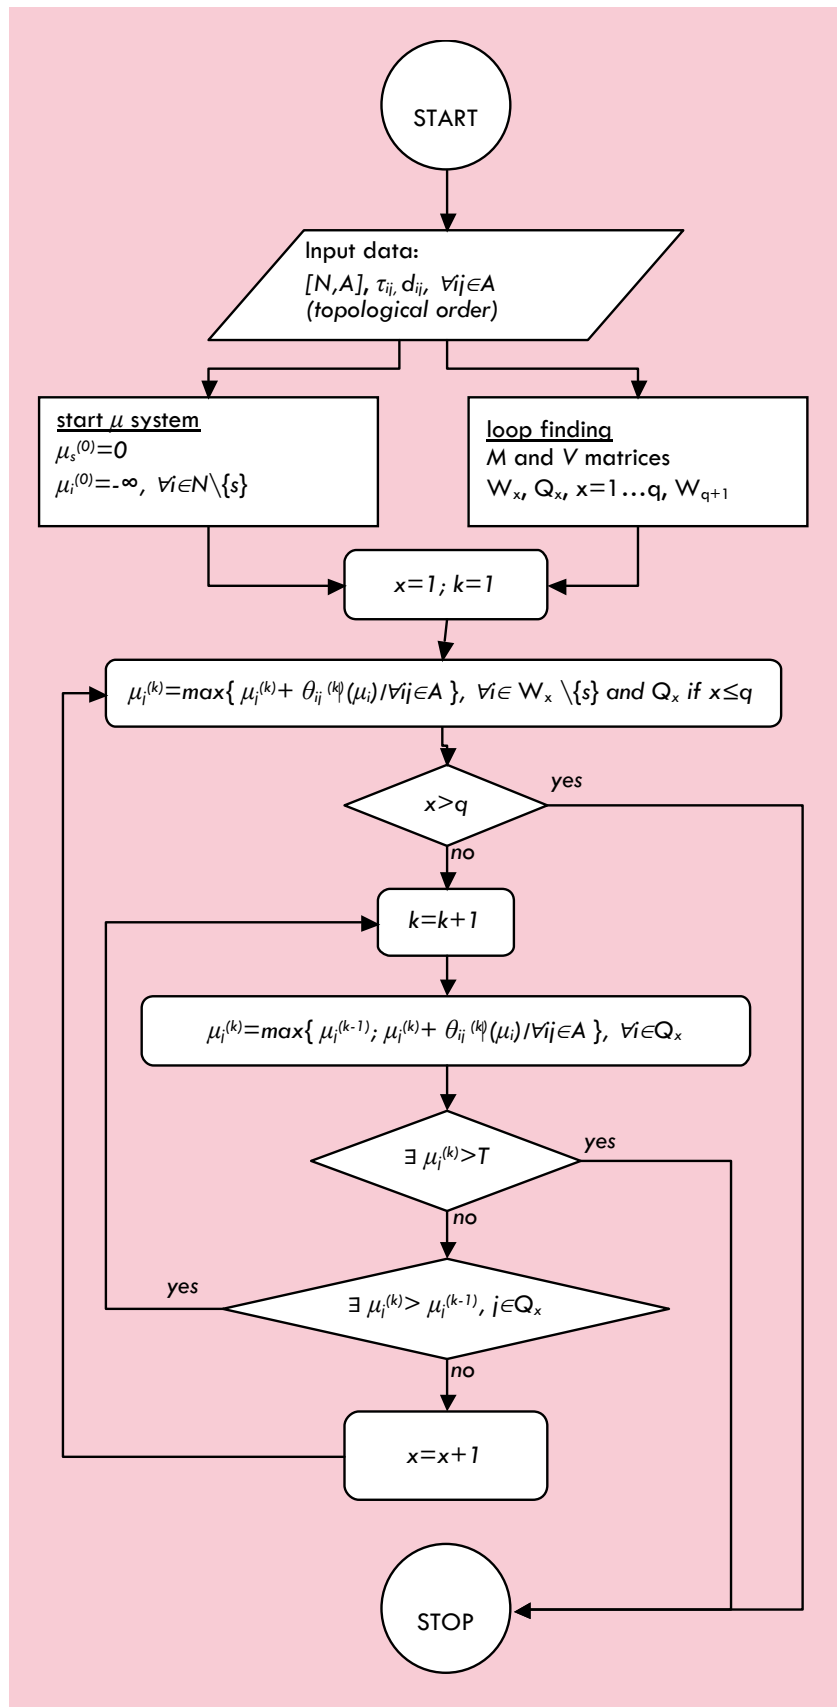 START
Input data:
[N,A], τij, dij, ∀ij∈A
(topological order)
start μ system
μs(0)=0
μi(0)=-∞, ∀i∈N\{s}
loop finding
M and V matrices
Wx, Qx, x=1...q, Wq+1
x=1; k=1
μj(k)=max{ μj(k)+ θij(k)(μi)/∀ij∈A }, ∀i∈ Wx \{s} and Qx if x≤q
x>q
yes
no
k=k+1
μj(k)=max{ μj(k-1); μj(k)+ θij(k)(μi)/∀ij∈A }, ∀i∈Qx
∃ μj(k)>T
yes
no
∃ μj(k)> μj(k-1), j∈Qx
yes
no
x=x+1
STOP